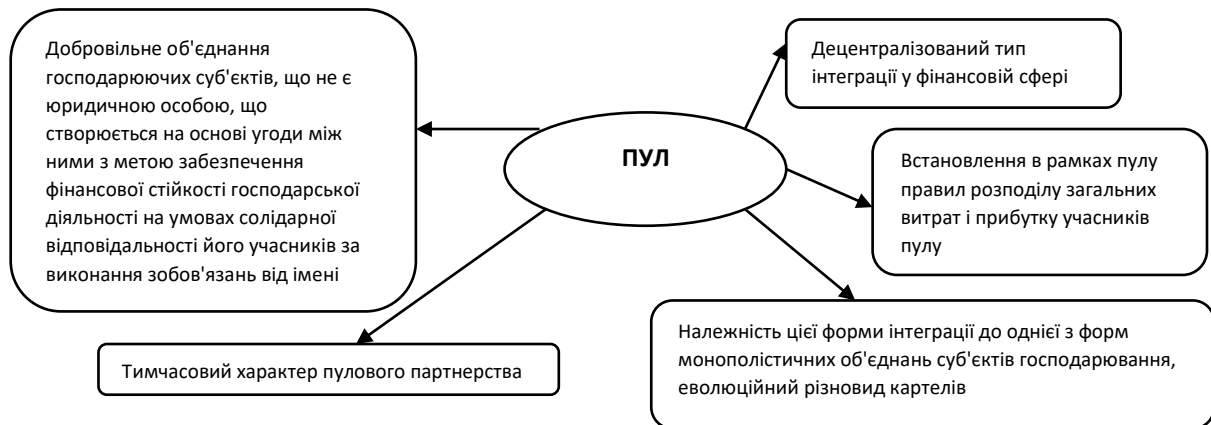 Добровільне об'єднання
господарюючих суб'єктів, що не є
юридичною особою, що
створюється на основі угоди між
ними з метою забезпечення
фінансової стійкості господарської
діяльності на умовах солідарної
відповідальності його учасників за
виконання зобов'язань від імені
ПУЛ
Децентралізований тип
інтеграції у фінансовій сфері
Встановлення в рамках пулу
правил розподілу загальних
витрат і прибутку учасників
пулу
Тимчасовий характер пулового партнерства
Належність цієї форми інтеграції до однієї з форм
монополістичних об'єднань суб'єктів господарювання,
еволюційний різновид картелів